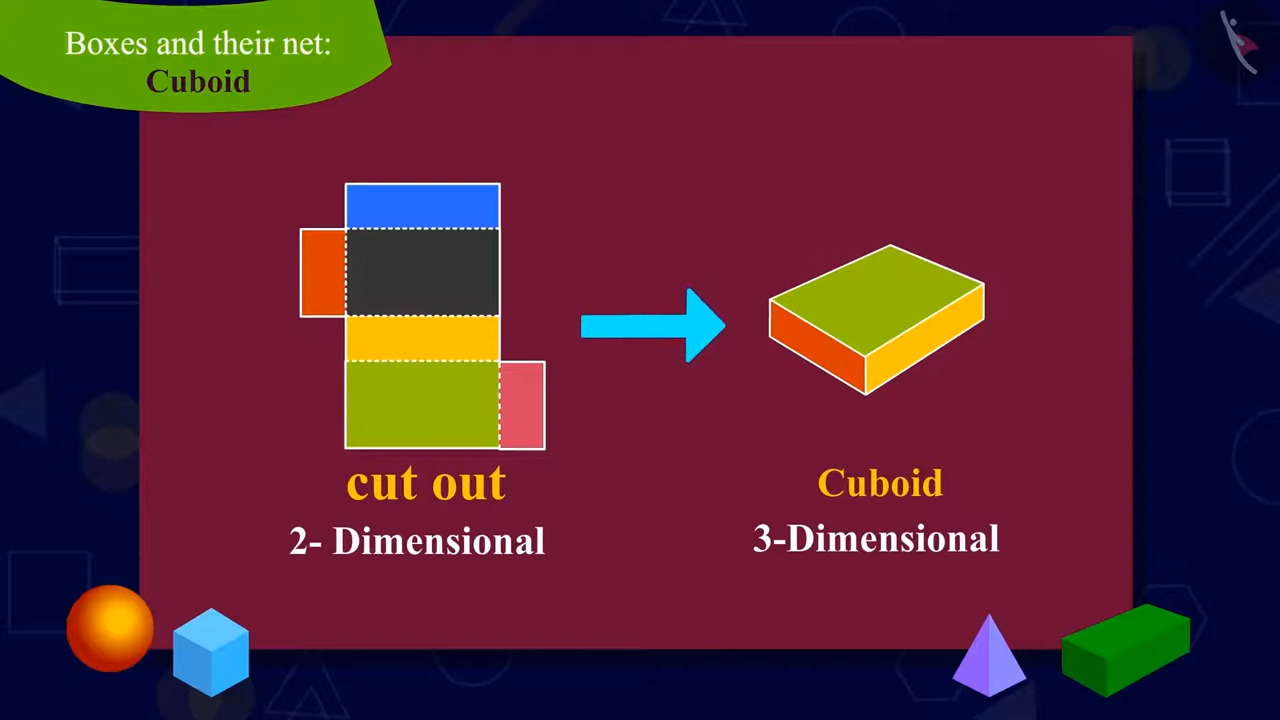 Boxes and their net:
Cuboid
cut out
2- Dimensional
Cuboid
3-Dimensional